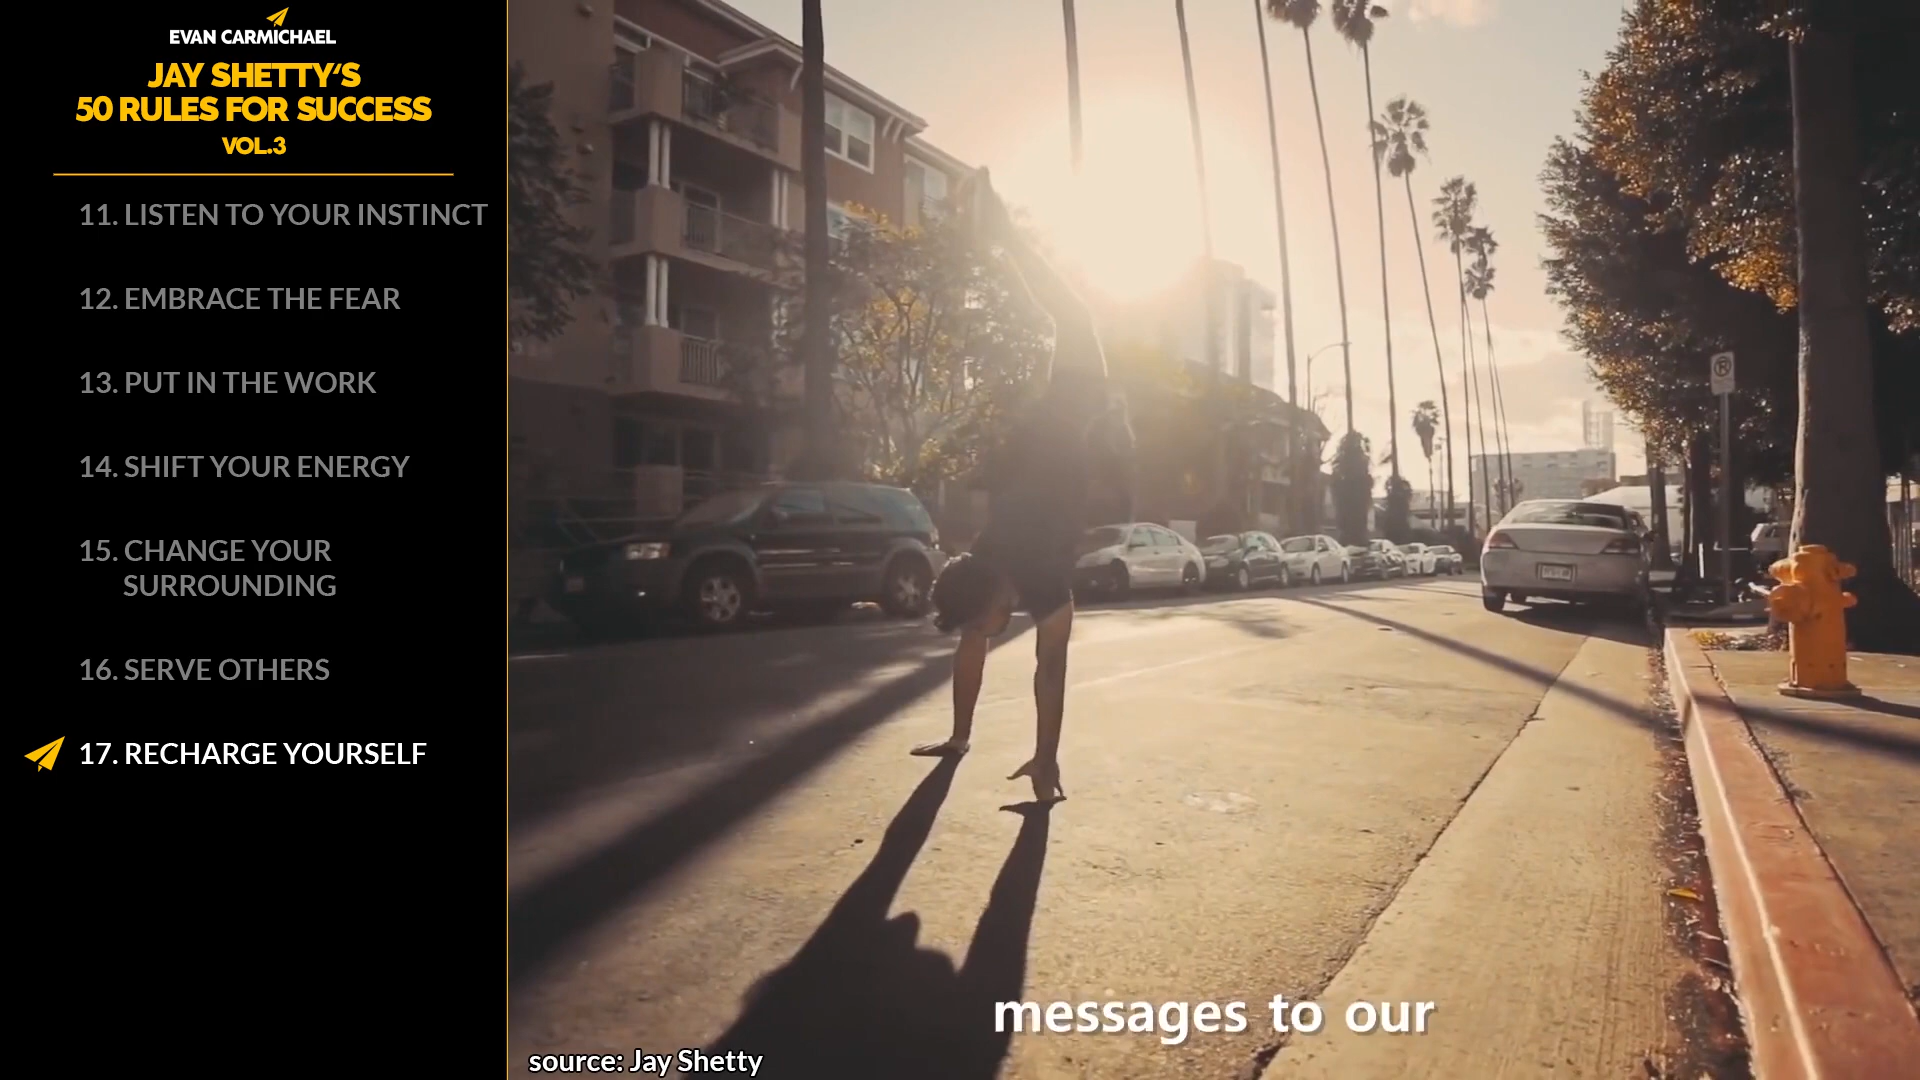 EVAN CARMICHAEL
JAY SHETTY'S
50 RULES FOR SUCCESS
VOL.3
11. LISTEN TO YOUR INSTINCT
12. EMBRACE THE FEAR
13. PUT IN THE WORK
14. SHIFT YOUR ENERGY
15. CHANGE YOUR
SURROUNDING
16. SERVE OTHERS
17. RECHARGE YOURSELF
messages to our
source: Jay Shetty